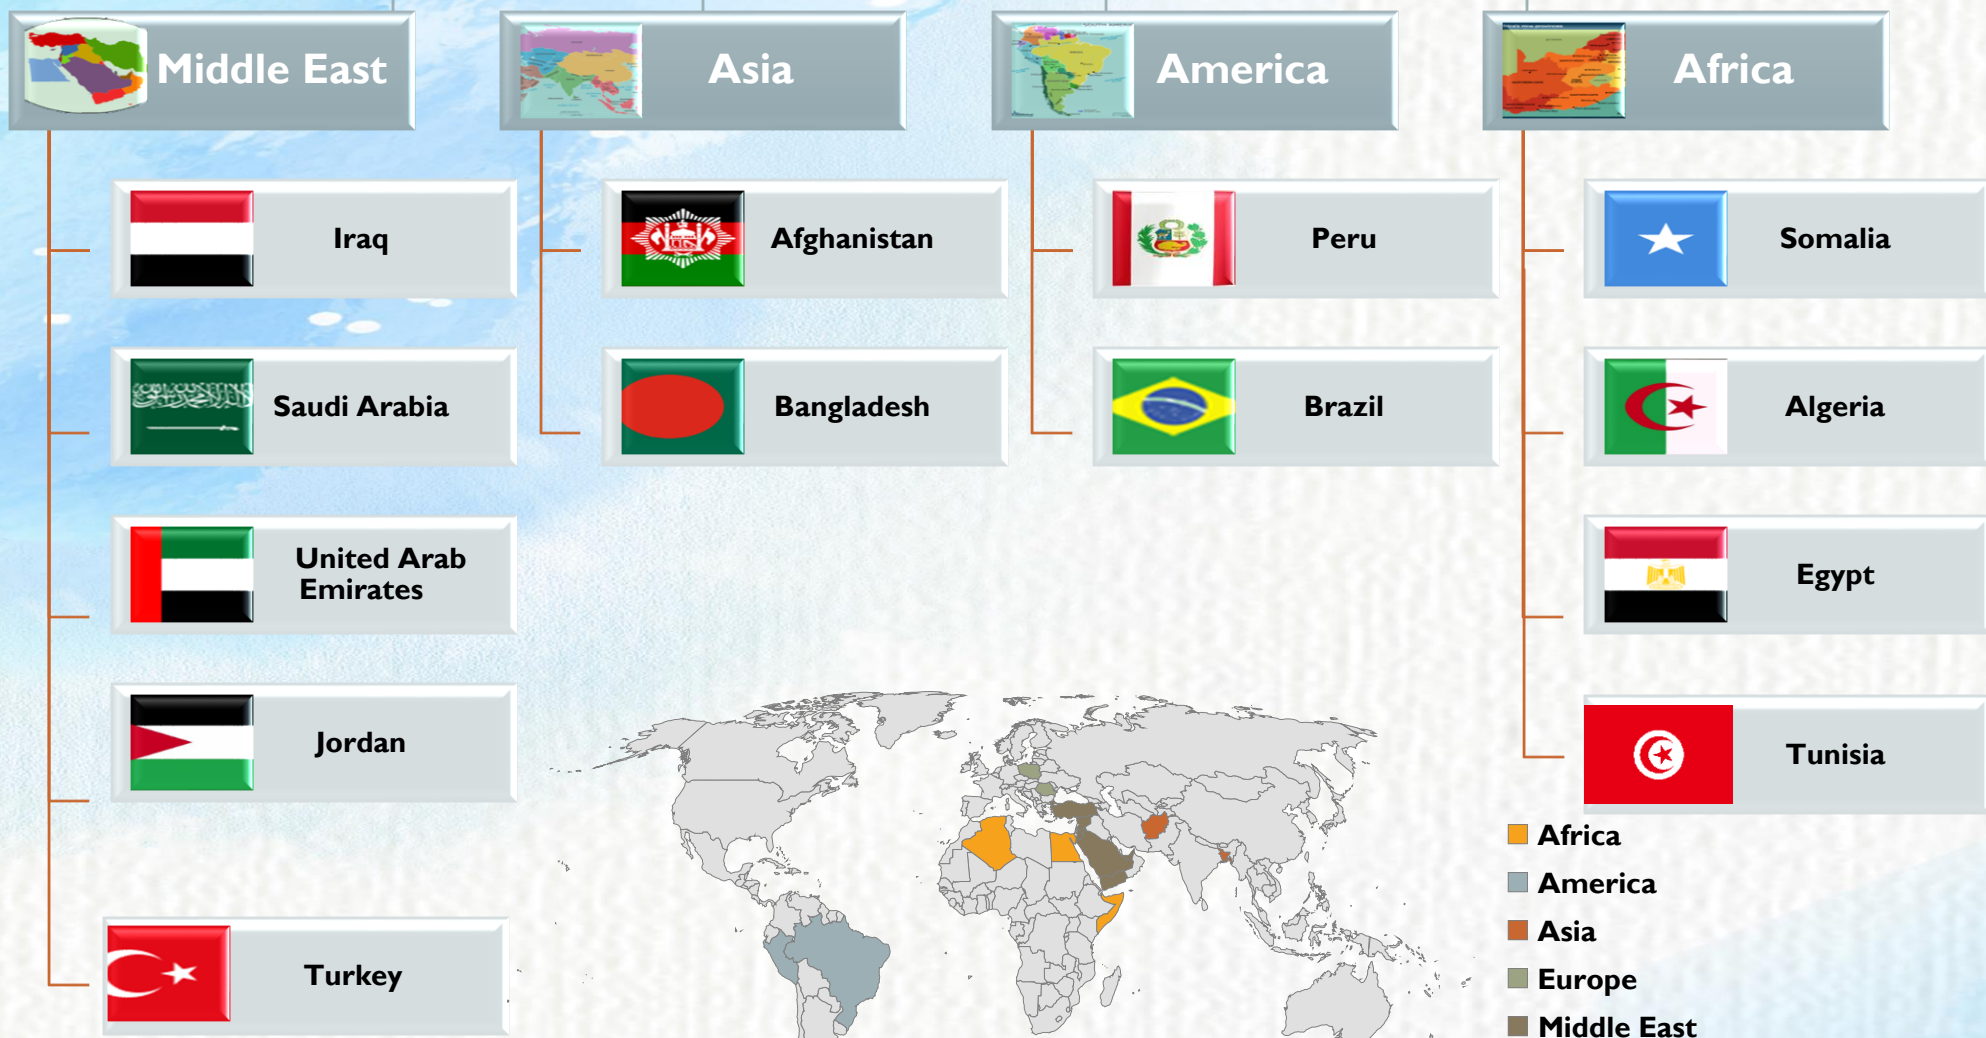 Middle East
Iraq
Saudi Arabia
United Arab
Emirates
Jordan
Turkey
Asia
Afghanistan
Bangladesh
America
Peru
Brazil
Africa
Somalia
Algeria
Egypt
Tunisia
Africa
America
Asia
Europe
Middle East